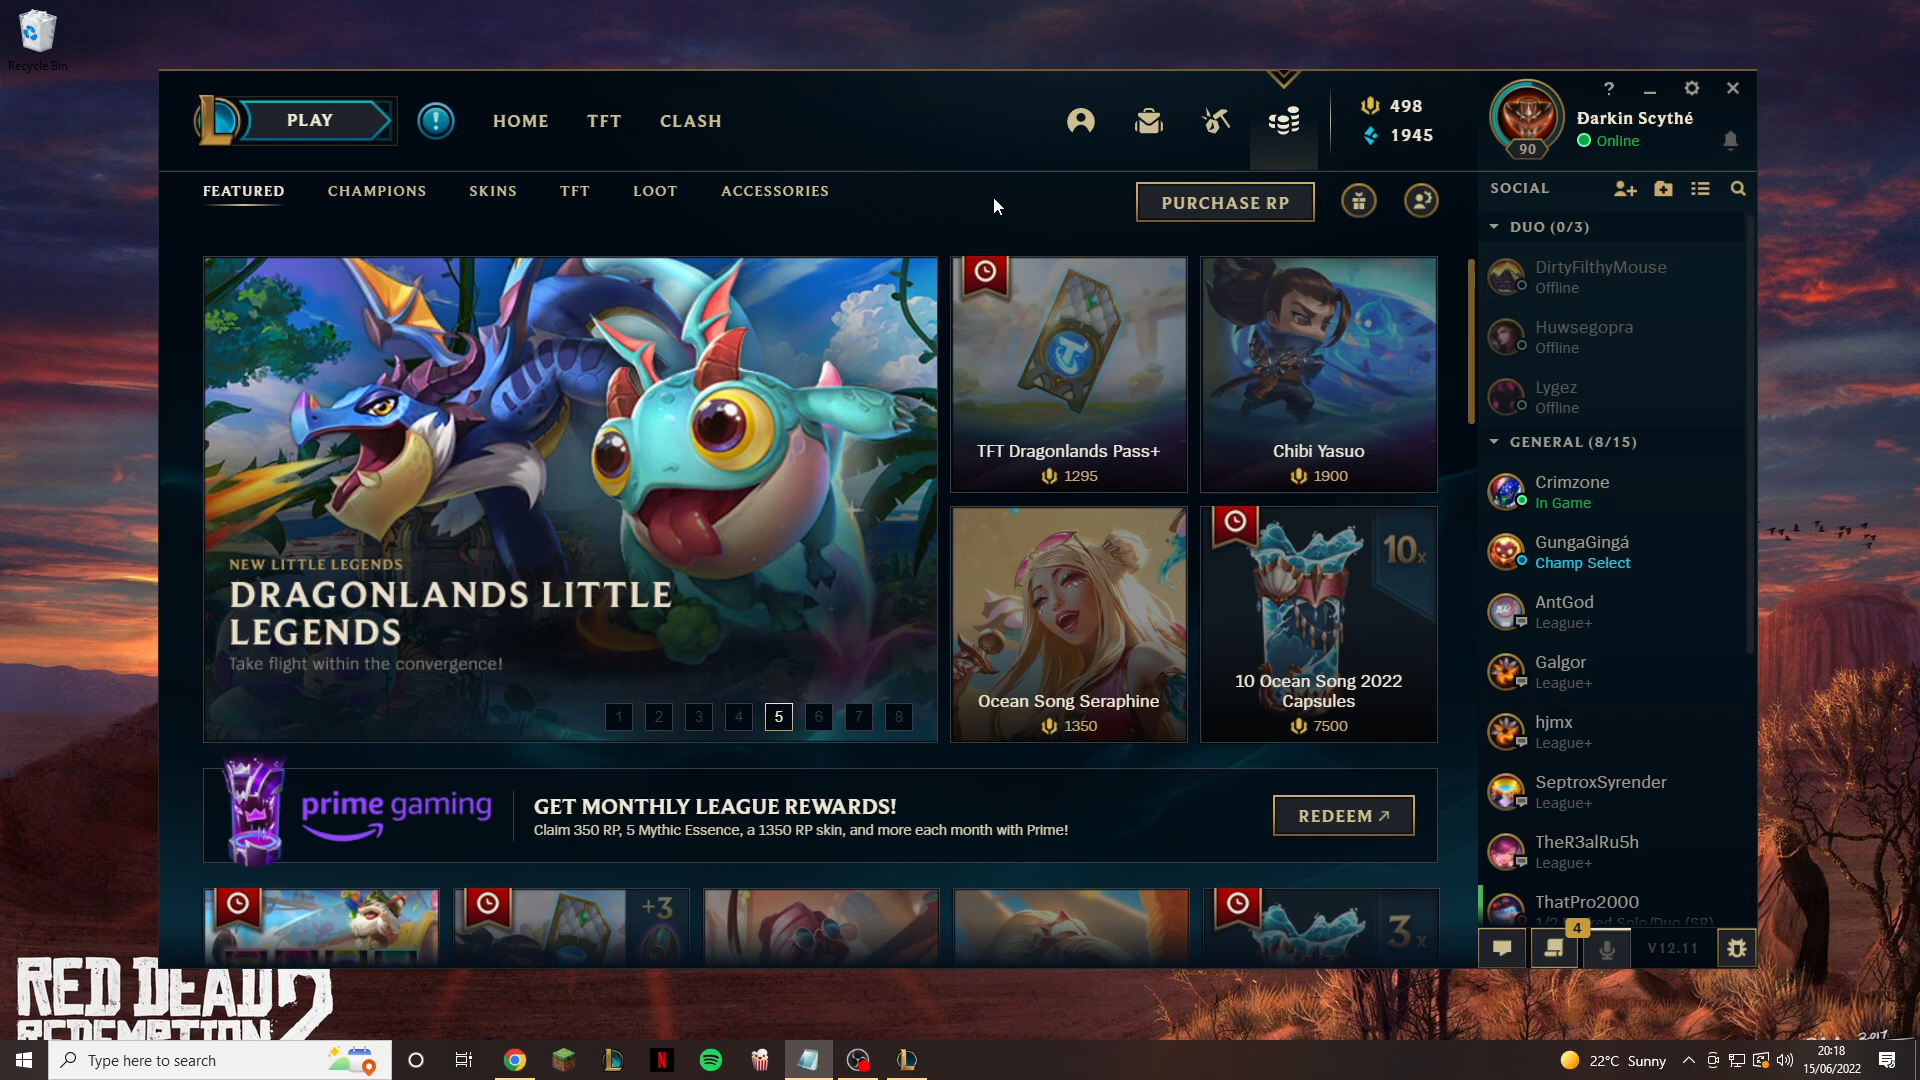 Recycle Bin
PLAY
HOME
TFT
CLASH
498
1945
90
Đarkin Scythé
Online
FEATURED
CHAMPIONS
SKINS
TFT
LOOT
ACCESSORIES
PURCHASE RP
NEW LITTLE LEGENDS
DRAGONLANDS LITTLE
LEGENDS
Take flight within the convergence!
1 2 3 4 5 6 7 8
TFT Dragonlands Pass+
1295
Chibi Yasuo
1900
Ocean Song Seraphine
1350
10x
10 Ocean Song 2022
Capsules
7500
prime gaming
GET MONTHLY LEAGUE REWARDS!
Claim 350 RP, 5 Mythic Essence, a 1350 RP skin, and more each month with Prime!
REDEEM
+3
3x
SOCIAL
DUO (0/3)
DirtyFilthyMouse
Offline
Huwsegopra
Offline
Lygez
Offline
GENERAL (8/15)
Crimzone
In Game
GungaGingá
Champ Select
AntGod
League+
Galgor
League+
hjmx
League+
SeptroxSyrender
League+
TheR3alRu5h
League+
ThatPro2000
4
V12.11
RED DEAD
REDEMPTION 2
2017
Type here to search
22°C Sunny
20:18
15/06/2022